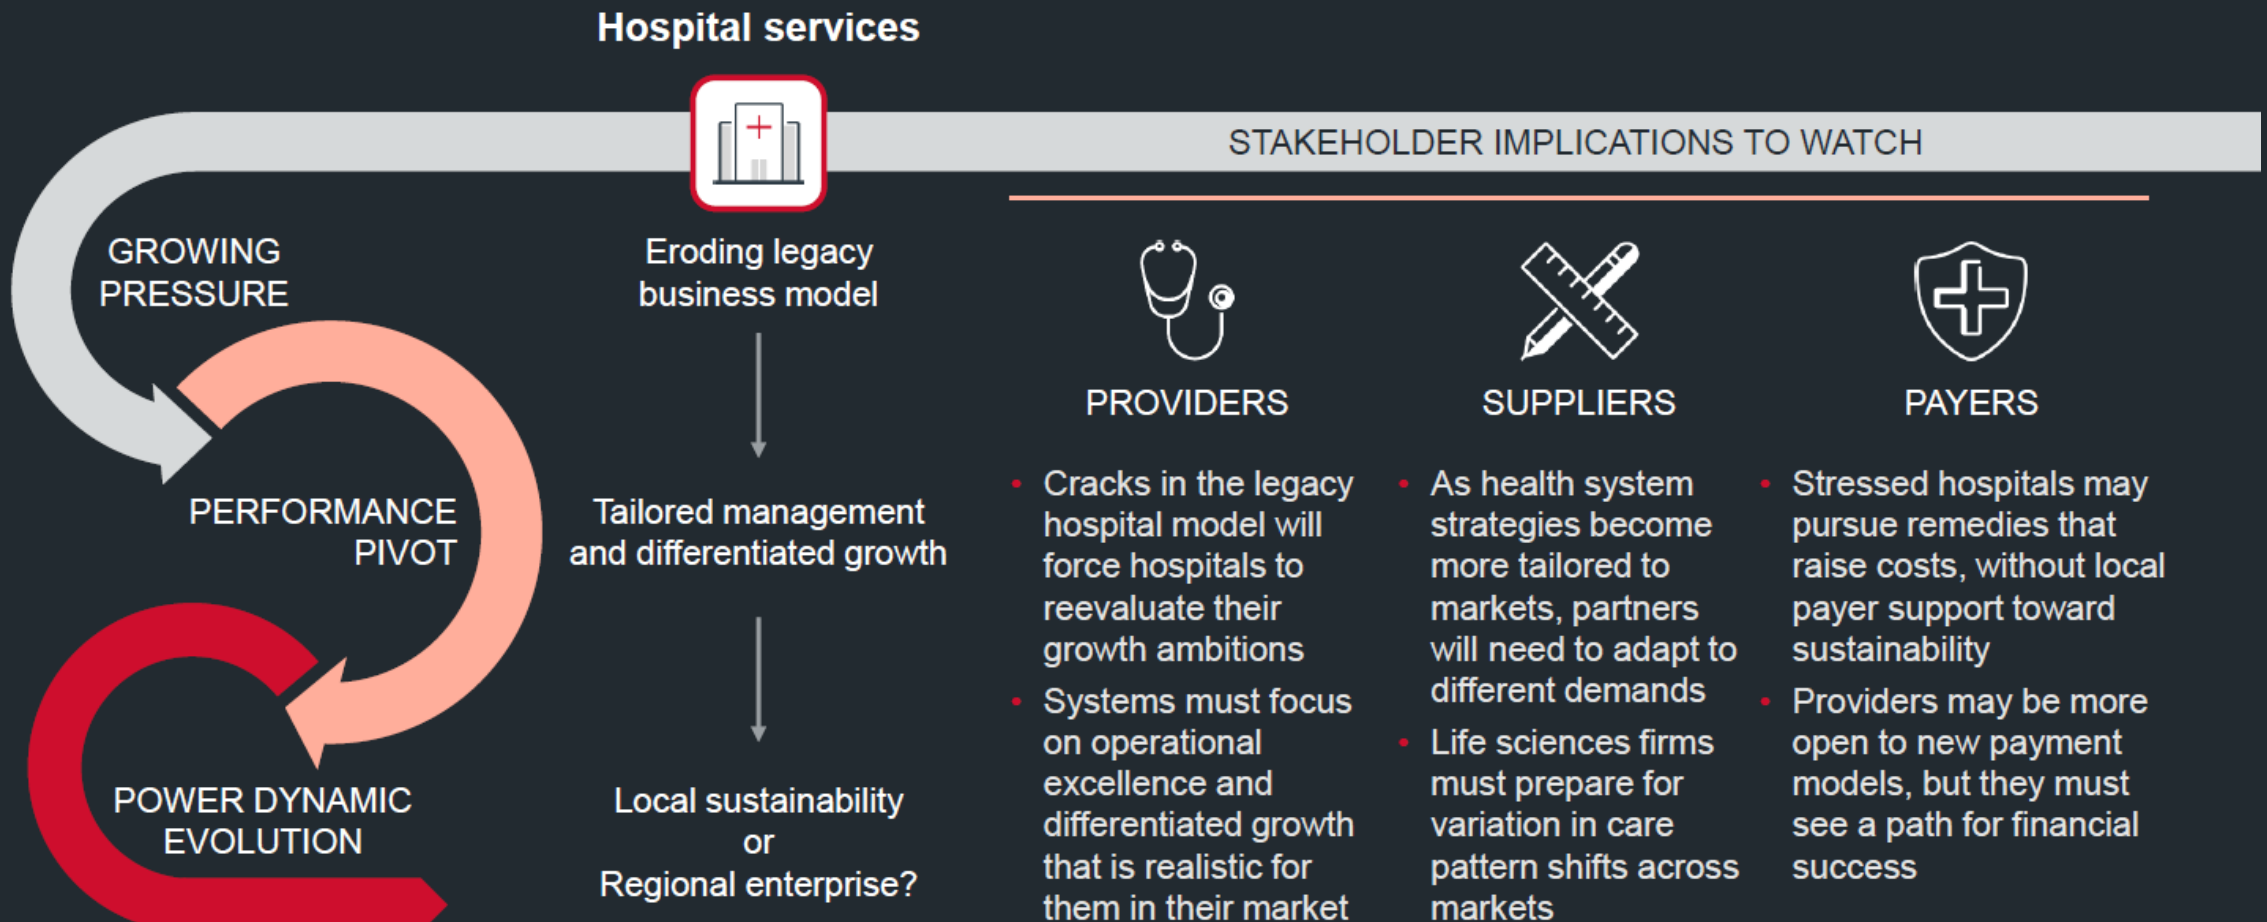 Hospital services
STAKEHOLDER IMPLICATIONS TO WATCH
GROWING
PRESSURE
PERFORMANCE
PIVOT
POWER DYNAMIC
EVOLUTION
Eroding legacy
business model
Tailored management
and differentiated growth
Local sustainability
or
Regional enterprise?
PROVIDERS
• Cracks in the legacy
hospital model will
force hospitals to
reevaluate their
growth ambitions
• Systems must focus
on operational
excellence and
differentiated growth
that is realistic for
them in their market
SUPPLIERS
• As health system
strategies become
more tailored to
markets, partners
will need to adapt to
different demands
• Life sciences firms
must prepare for
variation in care
pattern shifts across
markets
PAYERS
• Stressed hospitals may
pursue remedies that
raise costs, without local
payer support toward
sustainability
• Providers may be more
open to new payment
models, but they must
see a path for financial
success